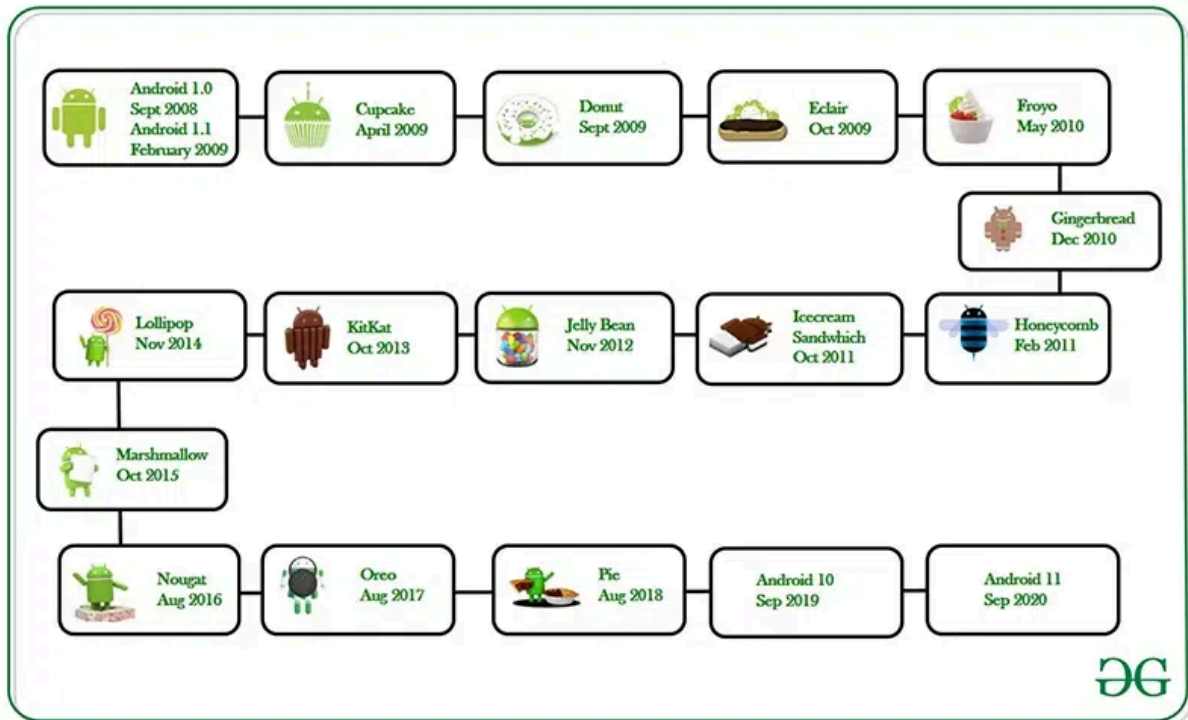 Android 1.0
Sept 2008
Android 1.1
February 2009
Cupcake
April 2009
Donut
Sept 2009
Eclair
Oct 2009
Froyo
May 2010
Gingerbread
Dec 2010
Honeycomb
Feb 2011
Icecream
Sandwhich
Oct 2011
Jelly Bean
Nov 2012
KitKat
Oct 2013
Lollipop
Nov 2014
Marshmallow
Oct 2015
Nougat
Aug 2016
Oreo
Aug 2017
Pie
Aug 2018
Android 10
Sep 2019
Android 11
Sep 2020